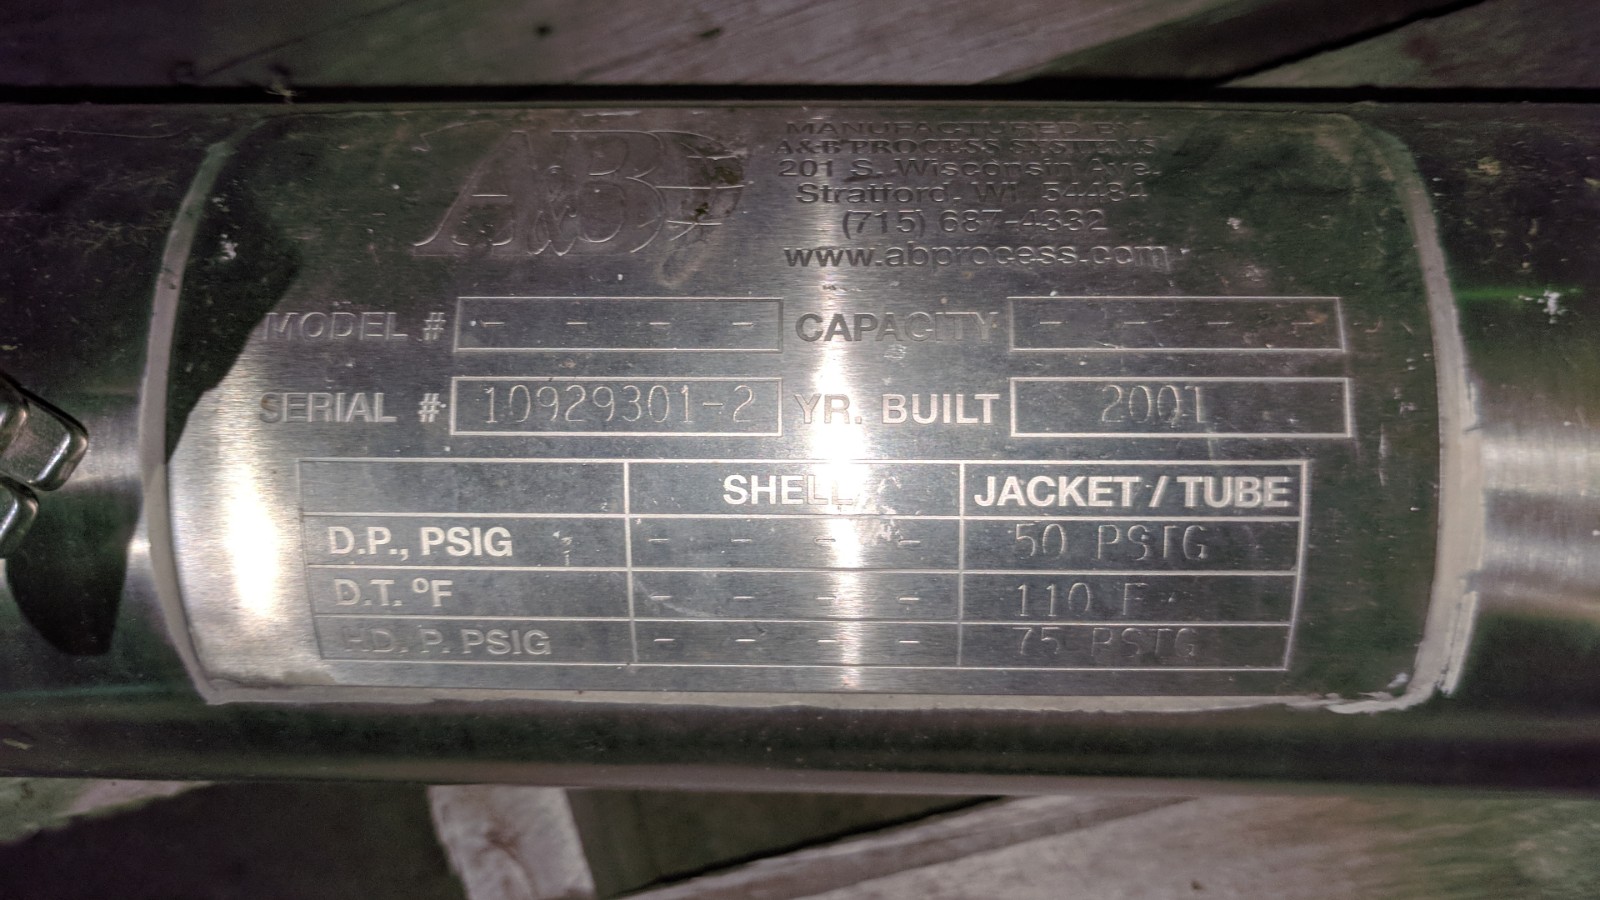 A&B
MANUFACTURED BY
A&B PROCESS SYSTEMS
201 S. Wisconsin Ave.
Stratford, WI. 54484
(715) 687-4332
www.abprocess.com
MODEL # - - - - CAPACITY - - - -
SERIAL # 10929301-2 YR. BUILT 2001
SHELL JACKET / TUBE
D.P., PSIG - - - - 50 PSIG
D.T. ºF - - - - 110 F
HD. P. PSIG - - - - 75 PSIG